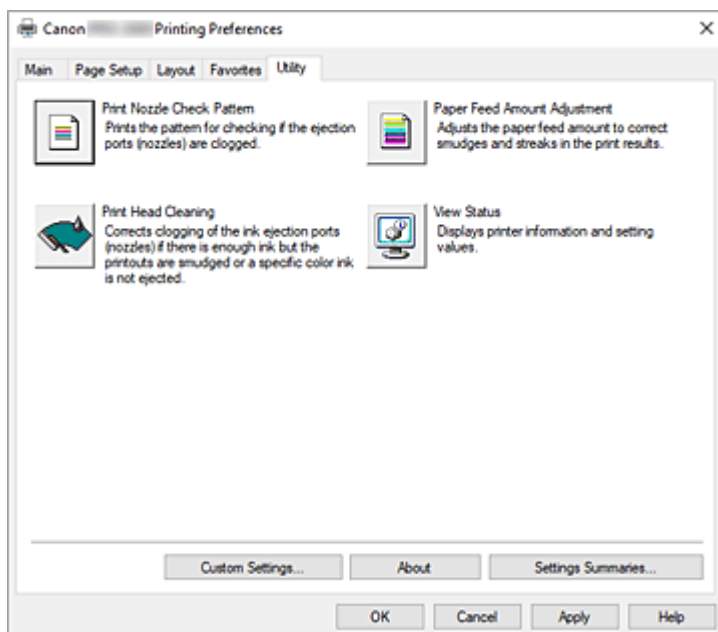 Canon Printing Preferences
Main Page Setup Layout Favorites Utility
Print Nozzle Check Pattern
Prints the pattern for checking if the ejection
ports (nozzles) are clogged.
Paper Feed Amount Adjustment
Adjusts the paper feed amount to correct
smudges and streaks in the print results.
Print Head Cleaning
Corrects clogging of the ink ejection ports
(nozzles) if there is enough ink but the
printouts are smudged or a specific color ink
is not ejected.
View Status
Displays printer information and setting
values.
Custom Settings... About Settings Summaries...
OK Cancel Apply Help